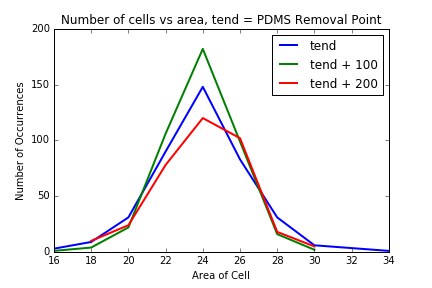 Number of cells vs area, tend = PDMS Removal Point
Number of Occurrences
200
150
100
50
0
tend
tend + 100
tend + 200
16 18 20 22 24 26 28 30 32 34
Area of Cell